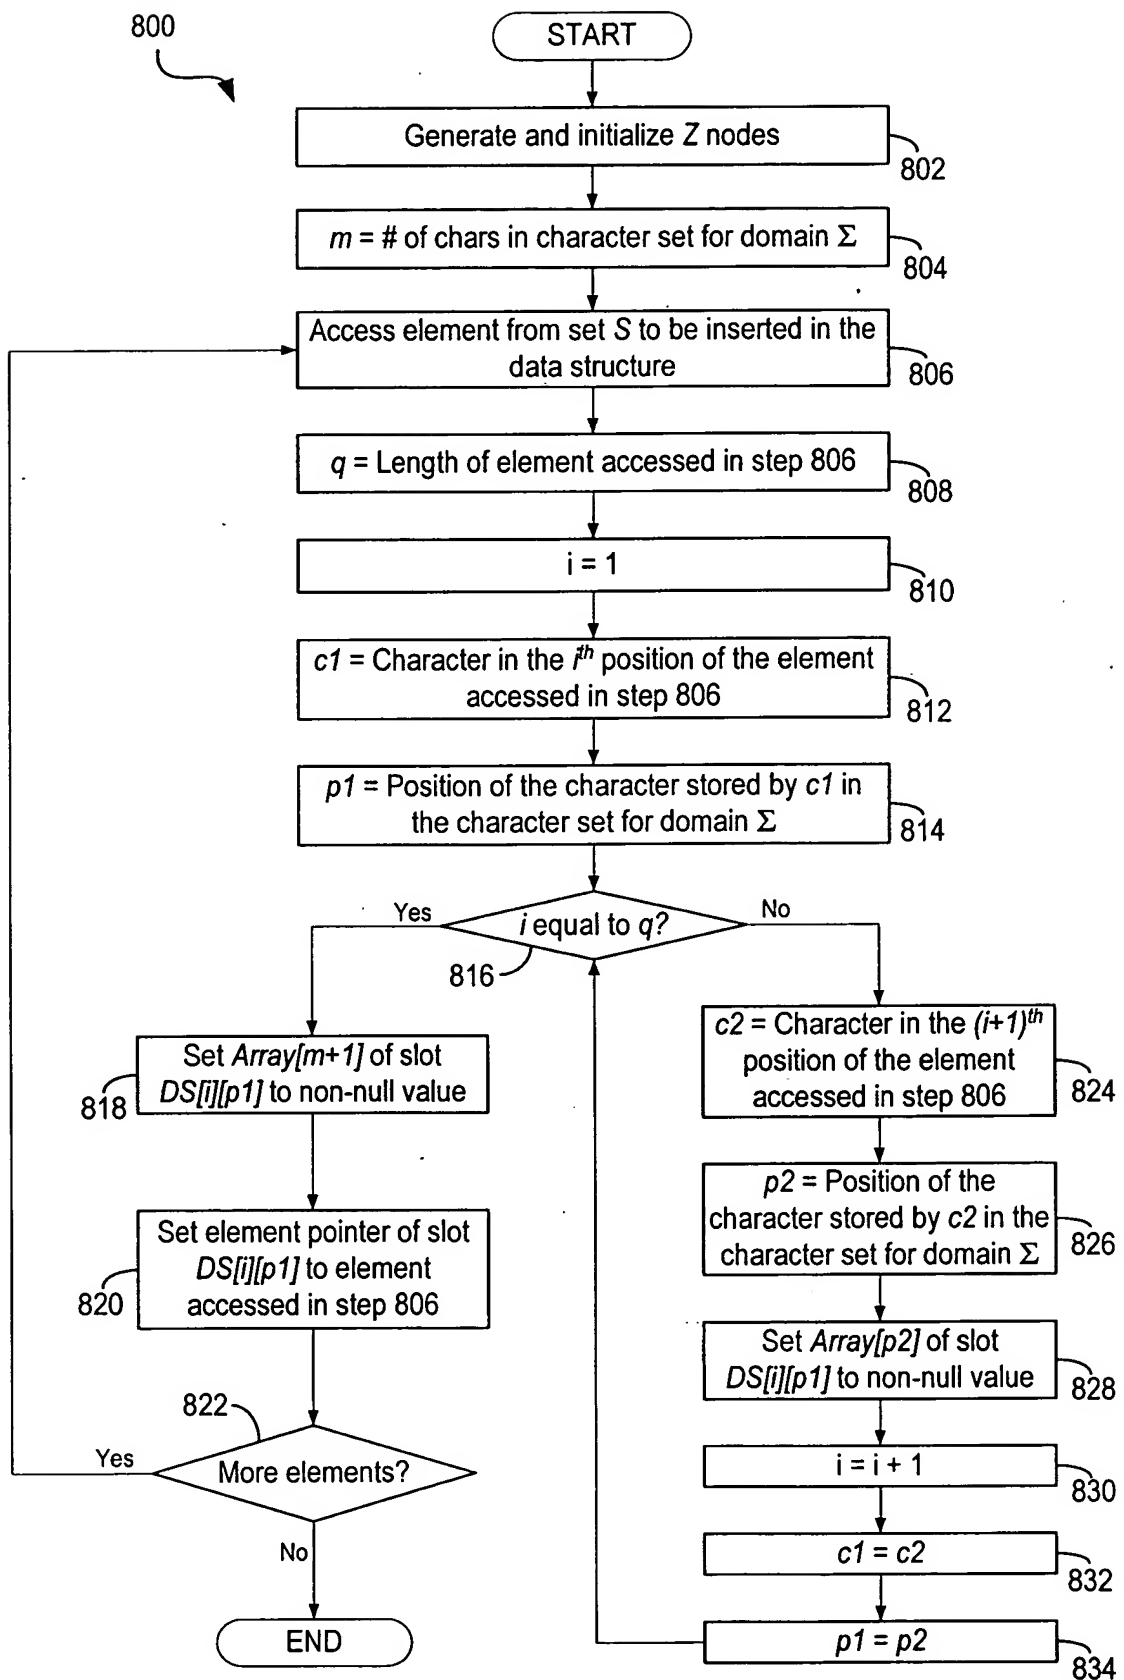 800
START
Generate and initialize Z nodes
802
m = # of chars in character set for domain Σ
804
Access element from set S to be inserted in the
data structure
806
q = Length of element accessed in step 806
808
i = 1
810
c1 = Character in the ith position of the element
accessed in step 806
812
p1 = Position of the character stored by c1 in
the character set for domain Σ
814
Yes
i equal to q?
No
816
Set Array[m+1] of slot
DS[i][p1] to non-null value
818
Set element pointer of slot
DS[i][p1] to element
accessed in step 806
820
822
Yes
More elements?
No
END
c2 = Character in the (i+1)th
position of the element
accessed in step 806
824
p2 = Position of the
character stored by c2 in the
character set for domain Σ
826
Set Array[p2] of slot
DS[i][p1] to non-null value
828
i = i + 1
830
c1 = c2
832
p1 = p2
834